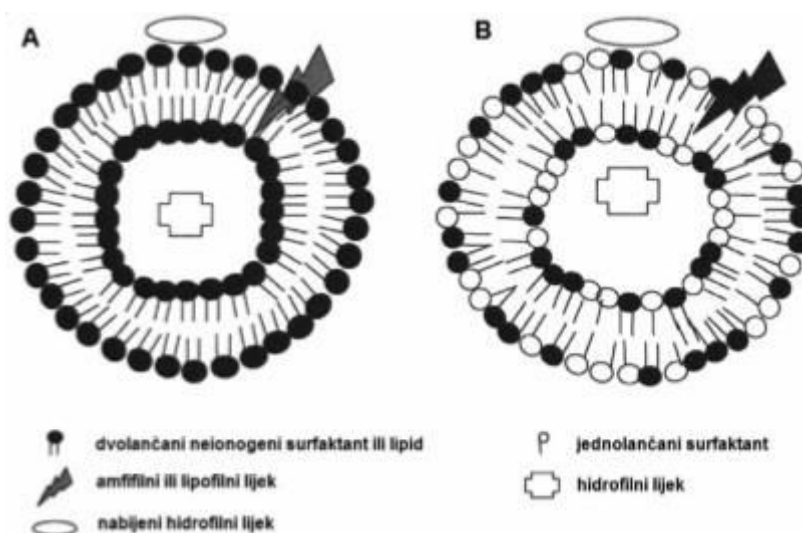 A
B
dvolančani neionogeni surfaktant ili lipid
amfifilni ili lipofilni lijek
nabijeni hidrofilni lijek
jednolančani surfaktant
hidrofilni lijek